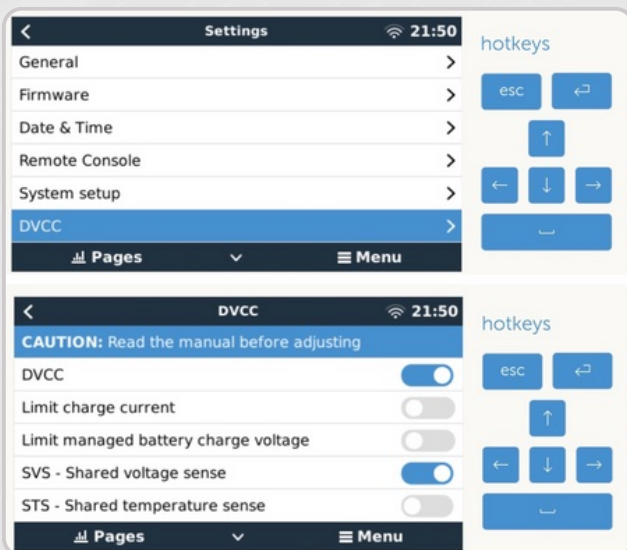 Settings 21:50
General
Firmware
Date & Time
Remote Console
System setup
DVCC
Pages Menu
hotkeys
esc
DVCC 21:50
CAUTION: Read the manual before adjusting
DVCC
Limit charge current
Limit managed battery charge voltage
SVS - Shared voltage sense
STS - Shared temperature sense
Pages Menu
hotkeys
esc